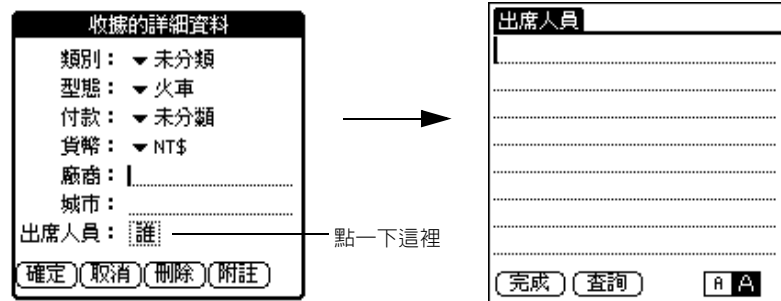 收據的詳細資料
類別： ▼ 未分類
型態： ▼ 火車
付款： ▼ 未分類
貨幣： ▼ NT$
廠商：
城市：
出席人員： 誰
確定 取消 刪除 附註
點一下這裡
出席人員
完成 查詢 A A